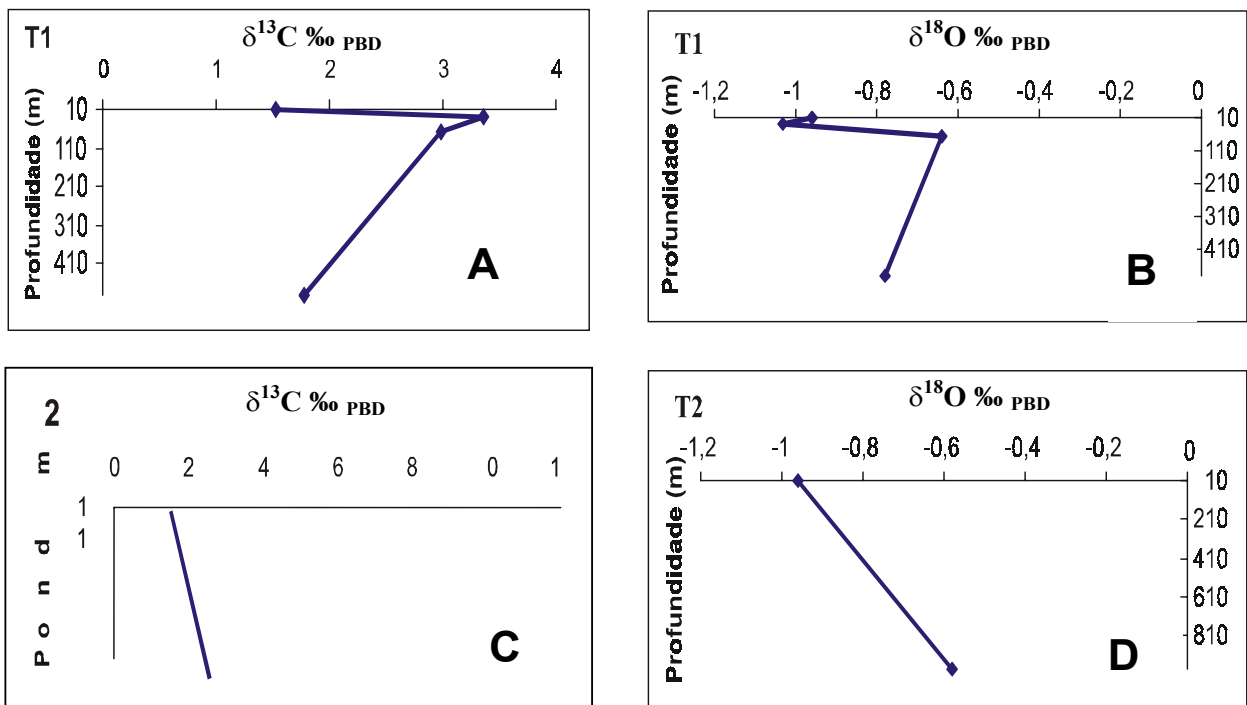 T1
δ13C ‰ PBD
0 1 2 3 4
Profundidade (m)
10
110
210
310
410
A
T1
δ18O ‰ PBD
-1,2 -1 -0,8 -0,6 -0,4 -0,2 0
Profundidade (m)
10
110
210
310
410
B
2
δ13C ‰ PBD
0 2 4 6 8 0 1
P o n d m
1
1
C
T2
δ18O ‰ PBD
-1,2 -1 -0,8 -0,6 -0,4 -0,2 0
Profundidade (m)
10
210
410
610
810
D